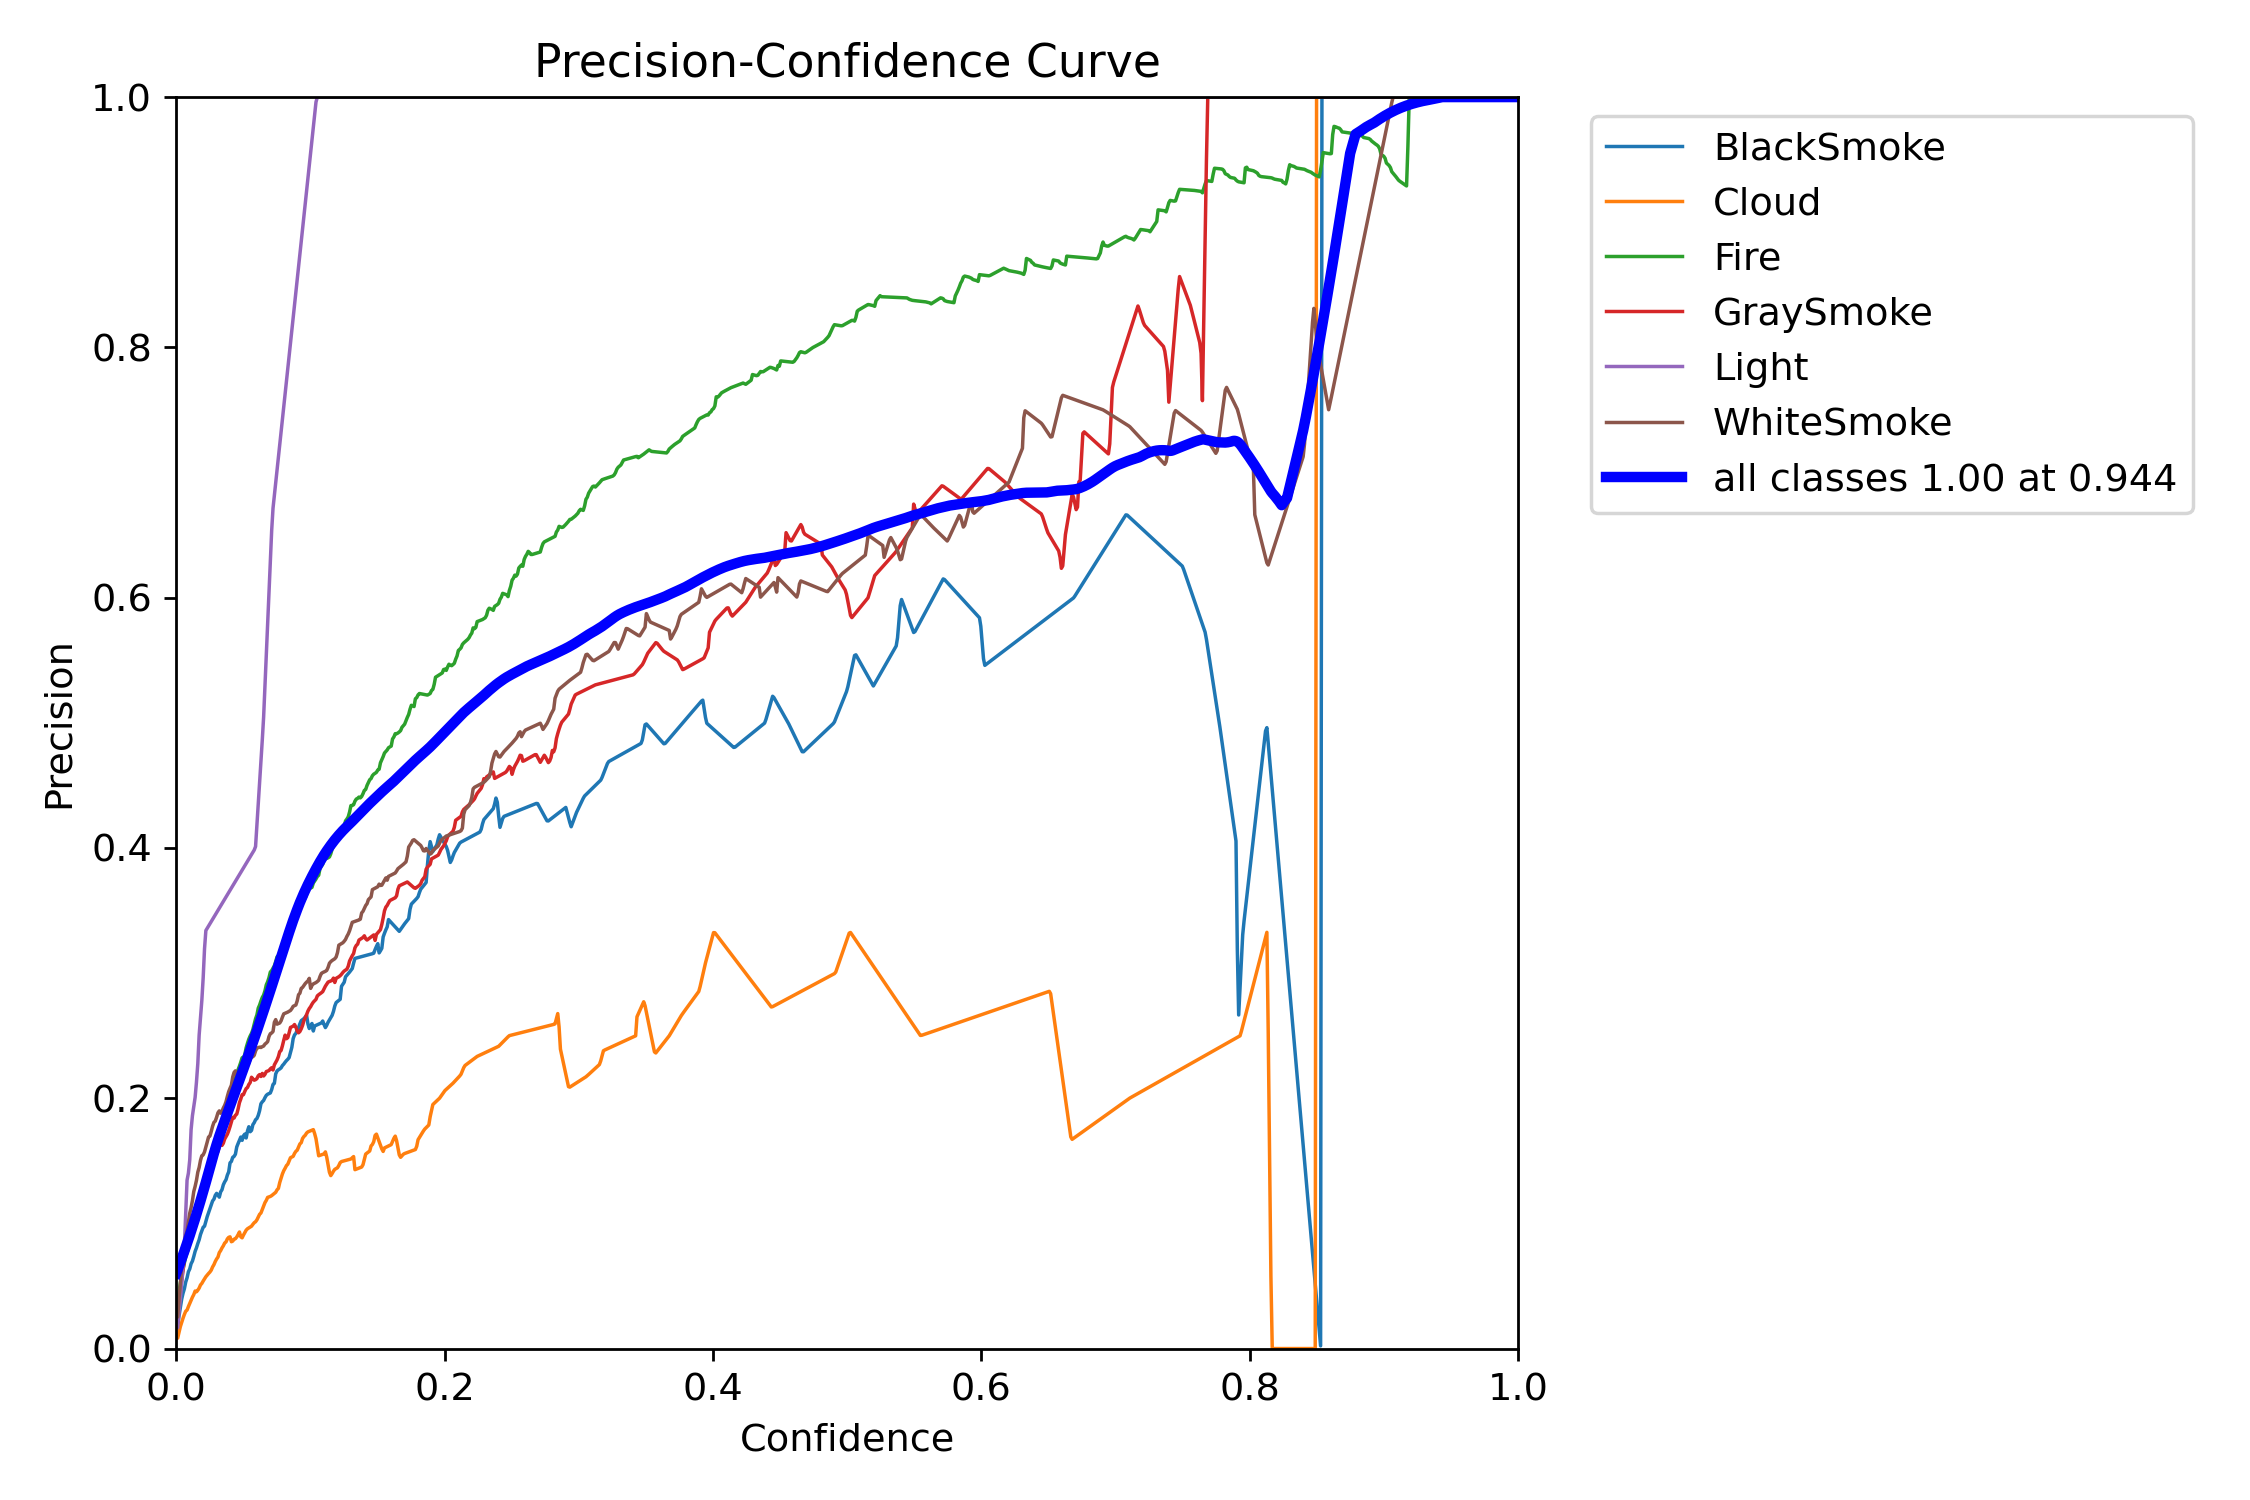 Precision-Confidence Curve
1.0
0.8
0.6
0.4
0.2
0.0
Precision
0.0 0.2 0.4 0.6 0.8 1.0
Confidence
BlackSmoke
Cloud
Fire
GraySmoke
Light
WhiteSmoke
all classes 1.00 at 0.944